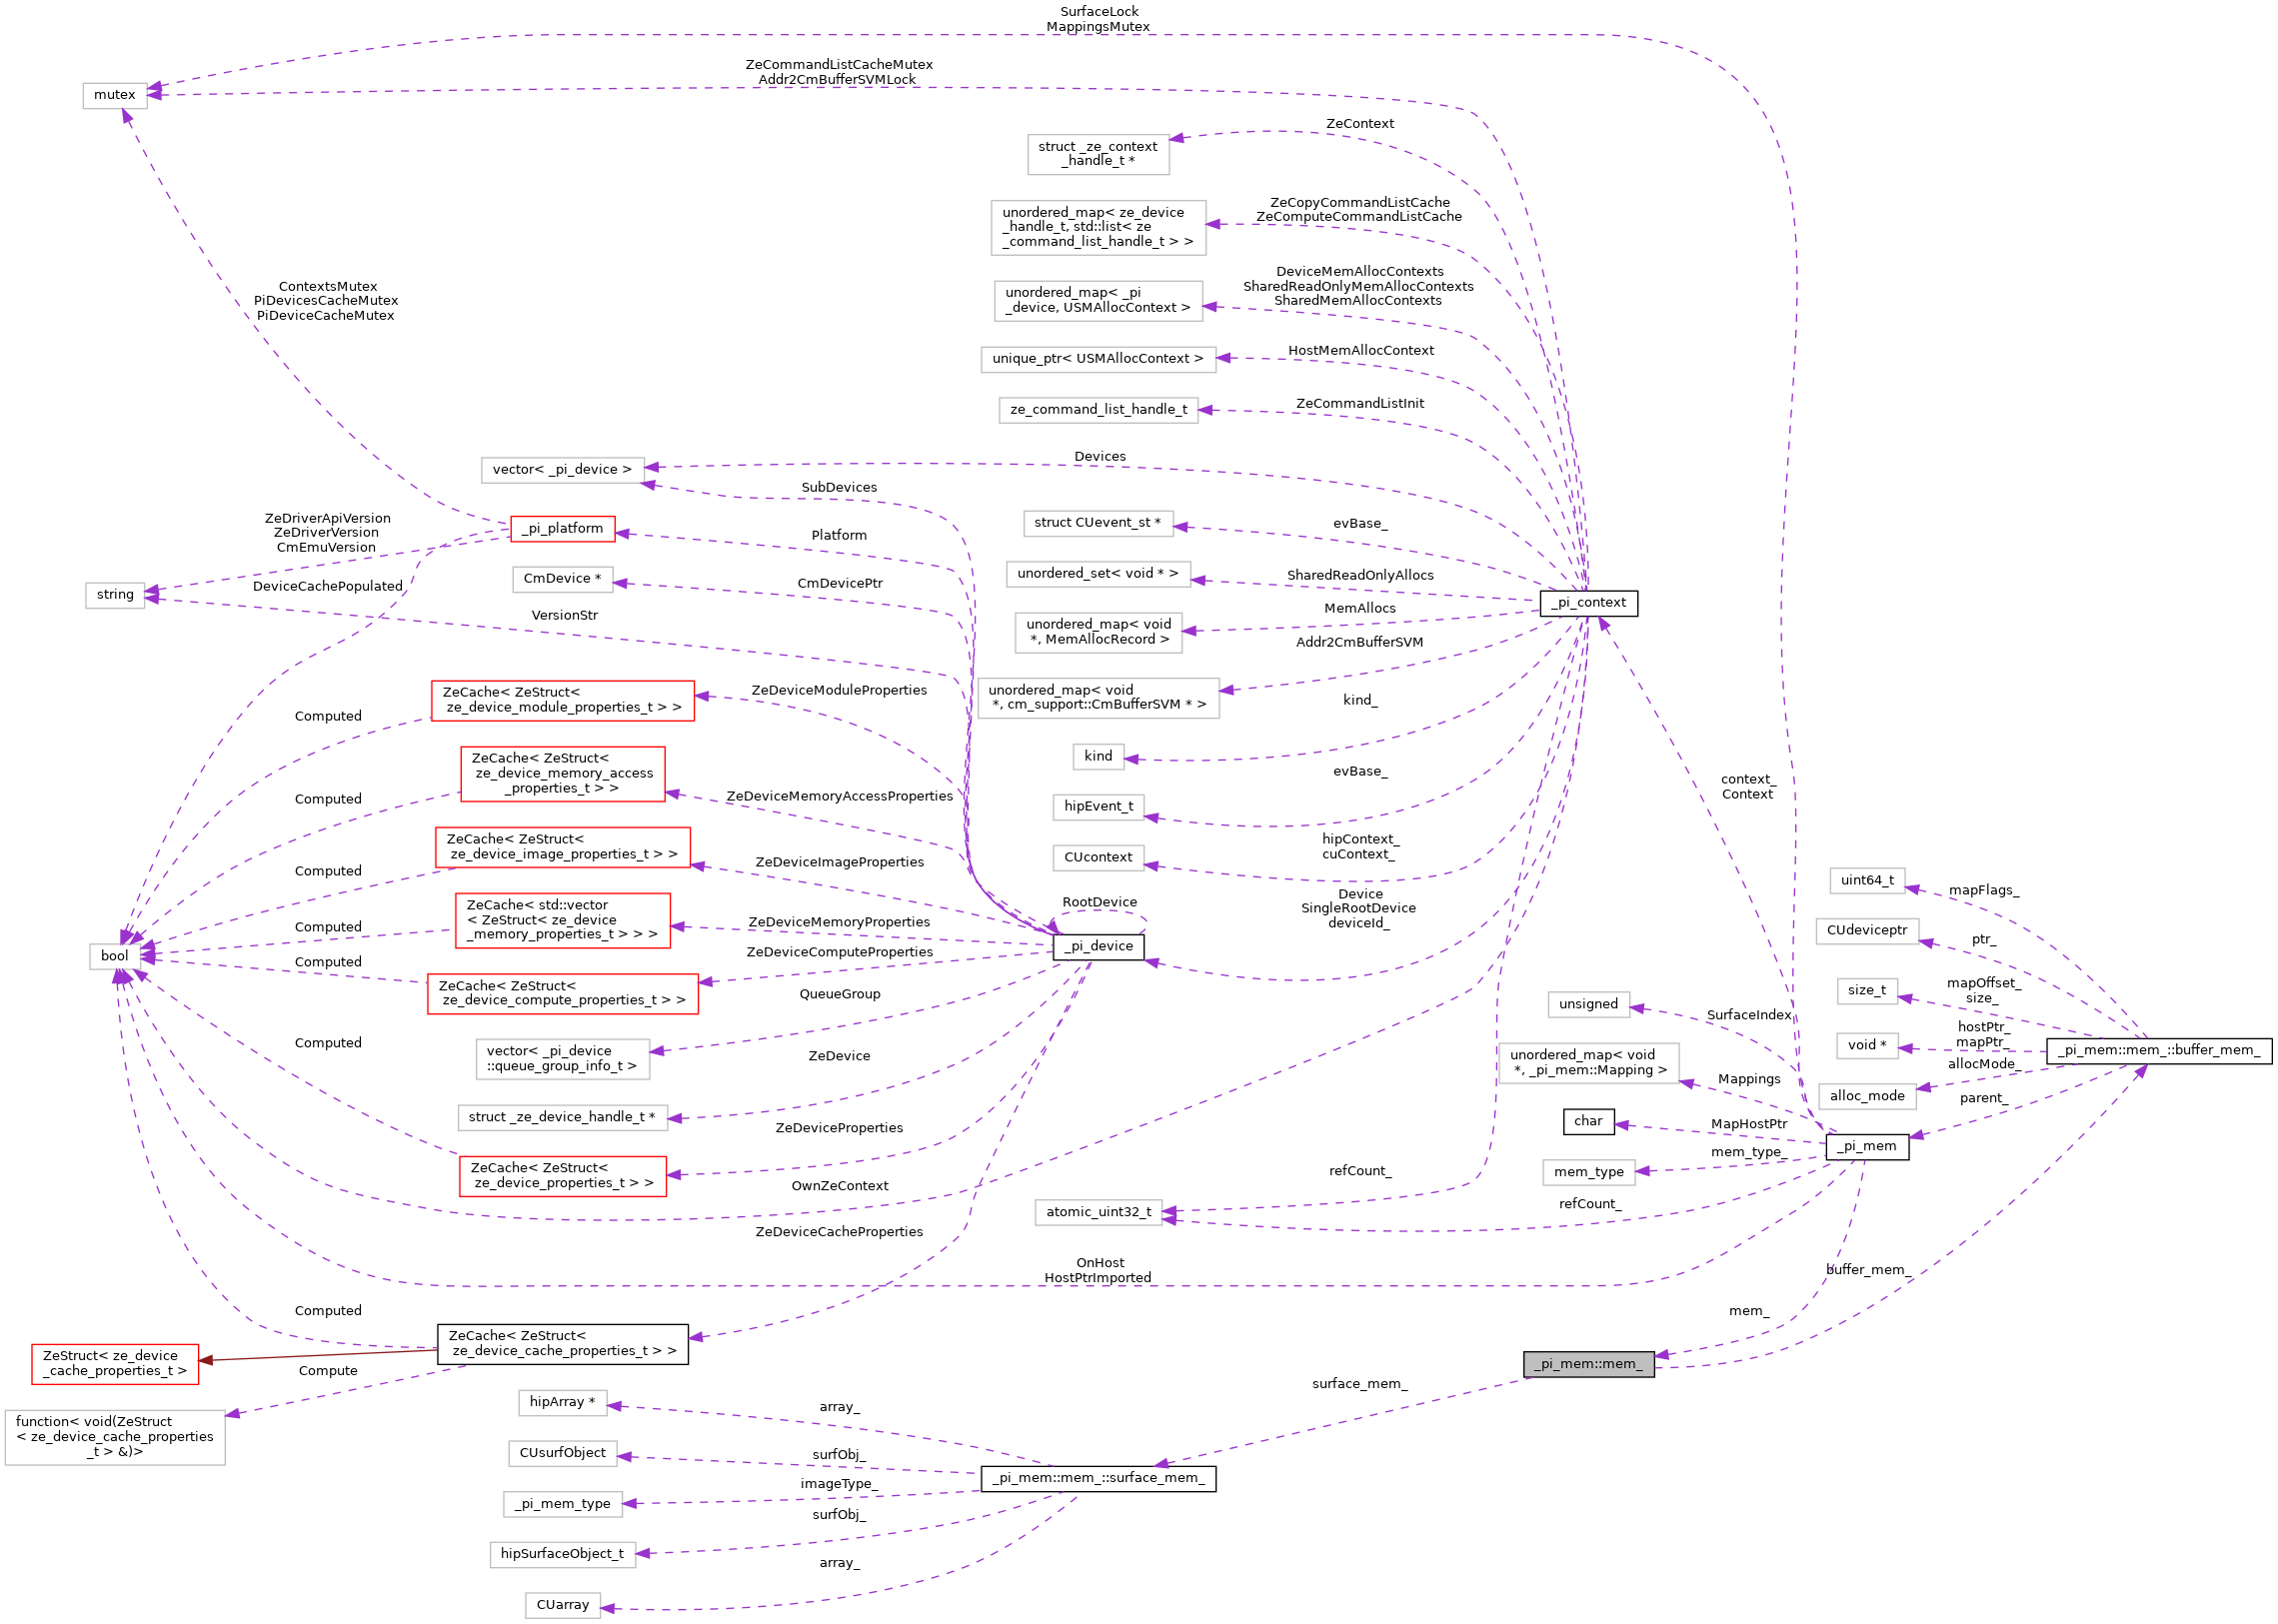 SurfaceLock
MappingsMutex
ZeCommandListCacheMutex
Addr2CmBufferSVMLock
mutex
ZeContext
struct _ze_context
_handle_t *
ZeCopyCommandListCache
ZeComputeCommandListCache
unordered_map< ze_device
_handle_t, std::list< ze
_command_list_handle_t > >
DeviceMemAllocContexts
SharedReadOnlyMemAllocContexts
SharedMemAllocContexts
unordered_map< _pi
_device, USMAllocContext >
ContextsMutex
PiDevicesCacheMutex
PiDeviceCacheMutex
HostMemAllocContext
unique_ptr< USMAllocContext >
ZeCommandListInit
ze_command_list_handle_t
Devices
vector< _pi_device >
SubDevices
ZeDriverApiVersion
ZeDriverVersion
CmEmuVersion
_pi_platform
Platform
struct CUevent_st *
evBase_
CmDevice *
CmDevicePtr
unordered_set< void * >
SharedReadOnlyAllocs
DeviceCachePopulated
string
VersionStr
_pi_context
MemAllocs
unordered_map< void
*, MemAllocRecord >
Addr2CmBufferSVM
unordered_map< void
*, cm_support::CmBufferSVM * >
ZeCache< ZeStruct<
ze_device_module_properties_t > >
ZeDeviceModuleProperties
Computed
kind_
kind
ZeCache< ZeStruct<
ze_device_memory_access
_properties_t > >
ZeDeviceMemoryAccessProperties
Computed
evBase_
hipEvent_t
context_
Context
ZeCache< ZeStruct<
ze_device_image_properties_t > >
ZeDeviceImageProperties
Computed
hipContext_
cuContext_
CUcontext
uint64_t
mapFlags_
ZeCache< std::vector
< ZeStruct< ze_device
_memory_properties_t > > >
ZeDeviceMemoryProperties
Computed
RootDevice
Device
SingleRootDevice
deviceId_
CUdeviceptr
ptr_
bool
_pi_device
Computed
ZeDeviceComputeProperties
ZeCache< ZeStruct<
ze_device_compute_properties_t > >
QueueGroup
unsigned
SurfaceIndex
size_t
mapOffset_
size_
void *
hostPtr_
mapPtr_
_pi_mem::mem_::buffer_mem_
Computed
vector< _pi_device
::queue_group_info_t >
ZeDevice
unordered_map< void
*, _pi_mem::Mapping >
Mappings
allocMode_
alloc_mode
parent_
struct _ze_device_handle_t *
ZeDeviceProperties
char
MapHostPtr
_pi_mem
mem_type_
mem_type
ZeCache< ZeStruct<
ze_device_properties_t > >
OwnZeContext
refCount_
atomic_uint32_t
refCount_
ZeDeviceCacheProperties
OnHost
HostPtrImported
buffer_mem_
Computed
mem_
ZeCache< ZeStruct<
ze_device_cache_properties_t > >
ZeStruct< ze_device
_cache_properties_t >
Compute
_pi_mem::mem_
surface_mem_
function< void(ZeStruct
< ze_device_cache_properties
_t > &)>
hipArray *
array_
CUsurfObject
surfObj_
_pi_mem::mem_::surface_mem_
imageType_
_pi_mem_type
surfObj_
hipSurfaceObject_t
array_
CUarray